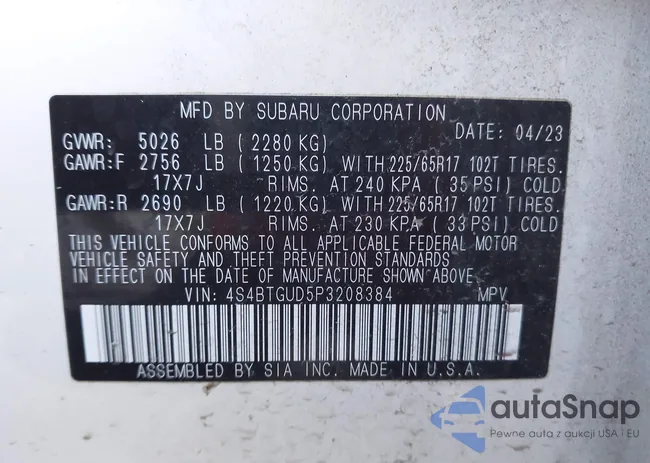 MFD BY SUBARU CORPORATION
DATE: 04/23
GVWR: 5026 LB ( 2280 KG)
GAWR:F 2756 LB ( 1250 KG) WITH 225/65R17 102T TIRES.
17X7J RIMS. AT 240 KPA ( 35 PSI) COLD
GAWR:R 2690 LB ( 1220 KG) WITH 225/65R17 102T TIRES.
17X7J RIMS. AT 230 KPA ( 33 PSI) COLD
THIS VEHICLE CONFORMS TO ALL APPLICABLE FEDERAL MOTOR
VEHICLE SAFETY AND THEFT PREVENTION STANDARDS
IN EFFECT ON THE DATE OF MANUFACTURE SHOWN ABOVE.
VIN: 4S4BTGUD5P3208384 MPV
ASSEMBLED BY SIA INC. MADE IN U.S.A.
autaSnap
Pewne auta z aukcji USA i EU